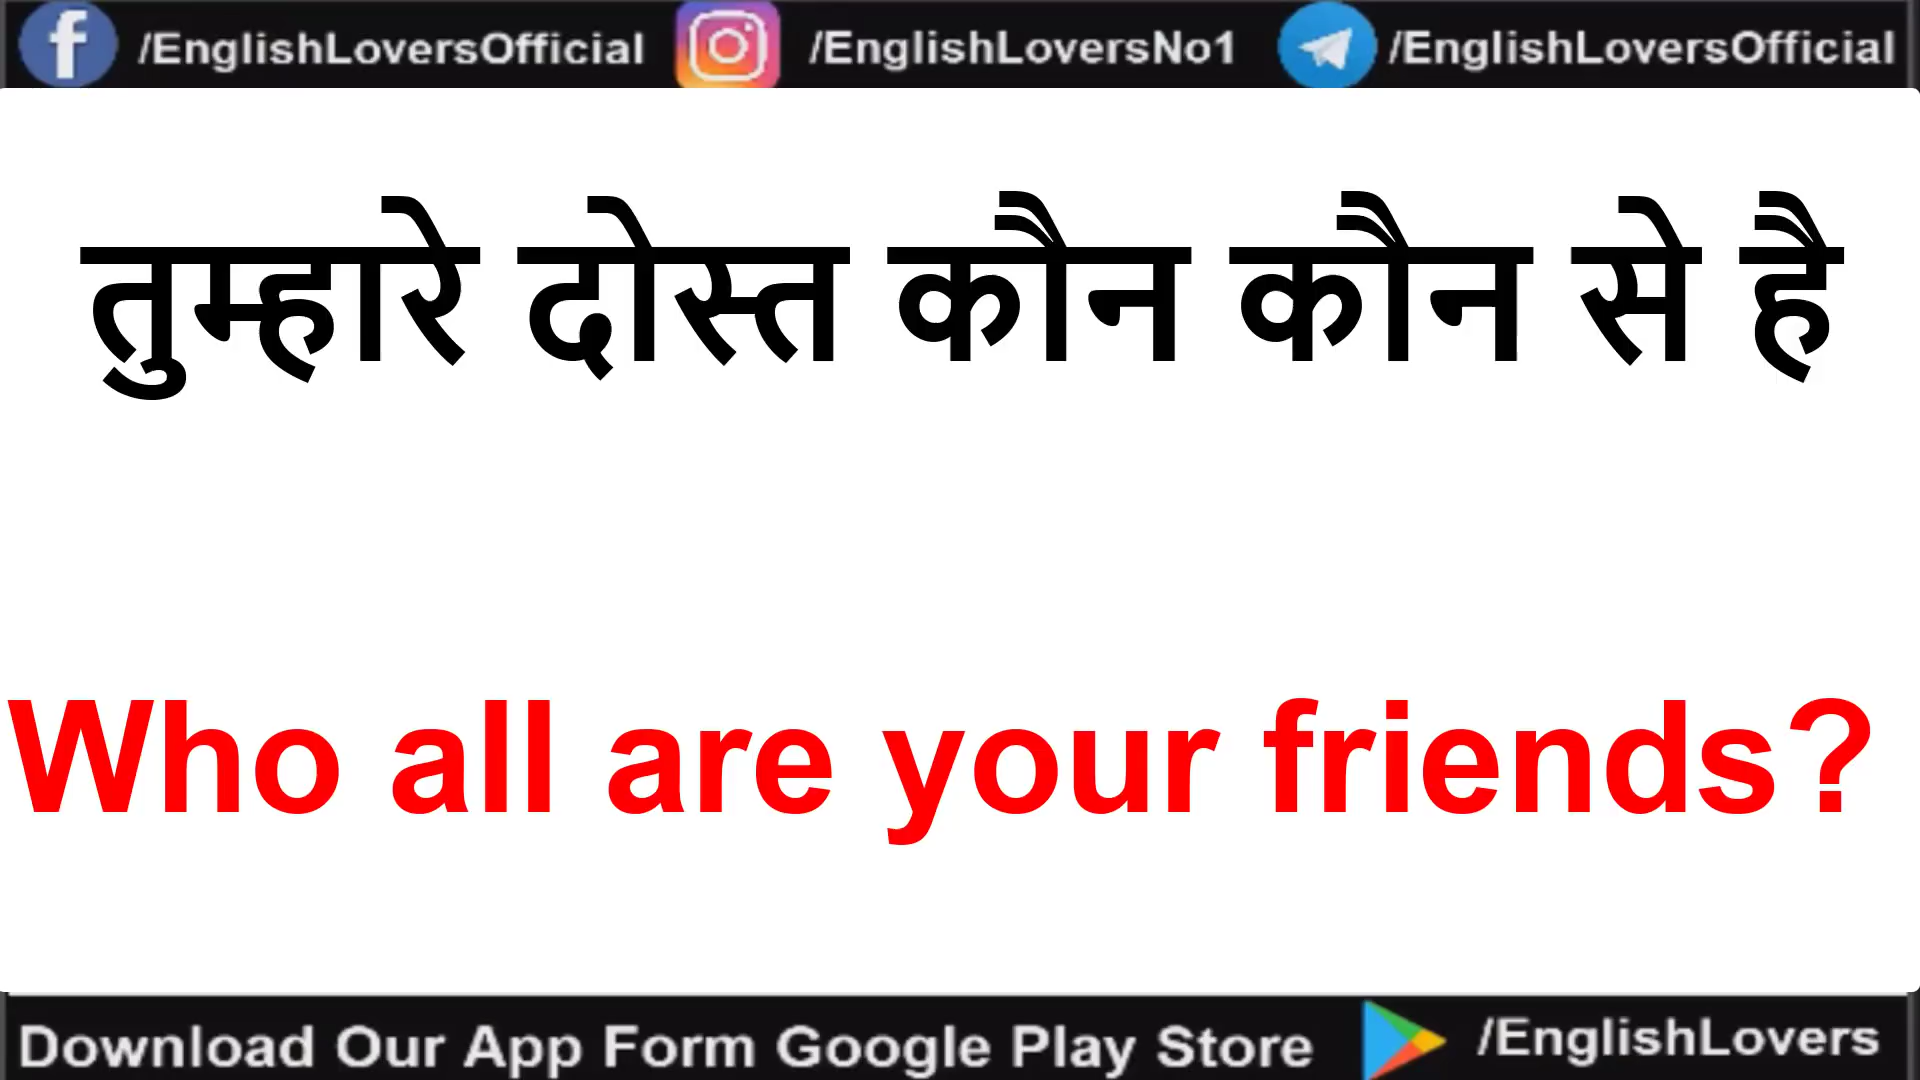 /EnglishLoversOfficial /EnglishLoversNo1 /EnglishLoversOfficial
तुम्हारे दोस्त कौन कौन से है
Who all are your friends?
Download Our App Form Google Play Store /EnglishLovers